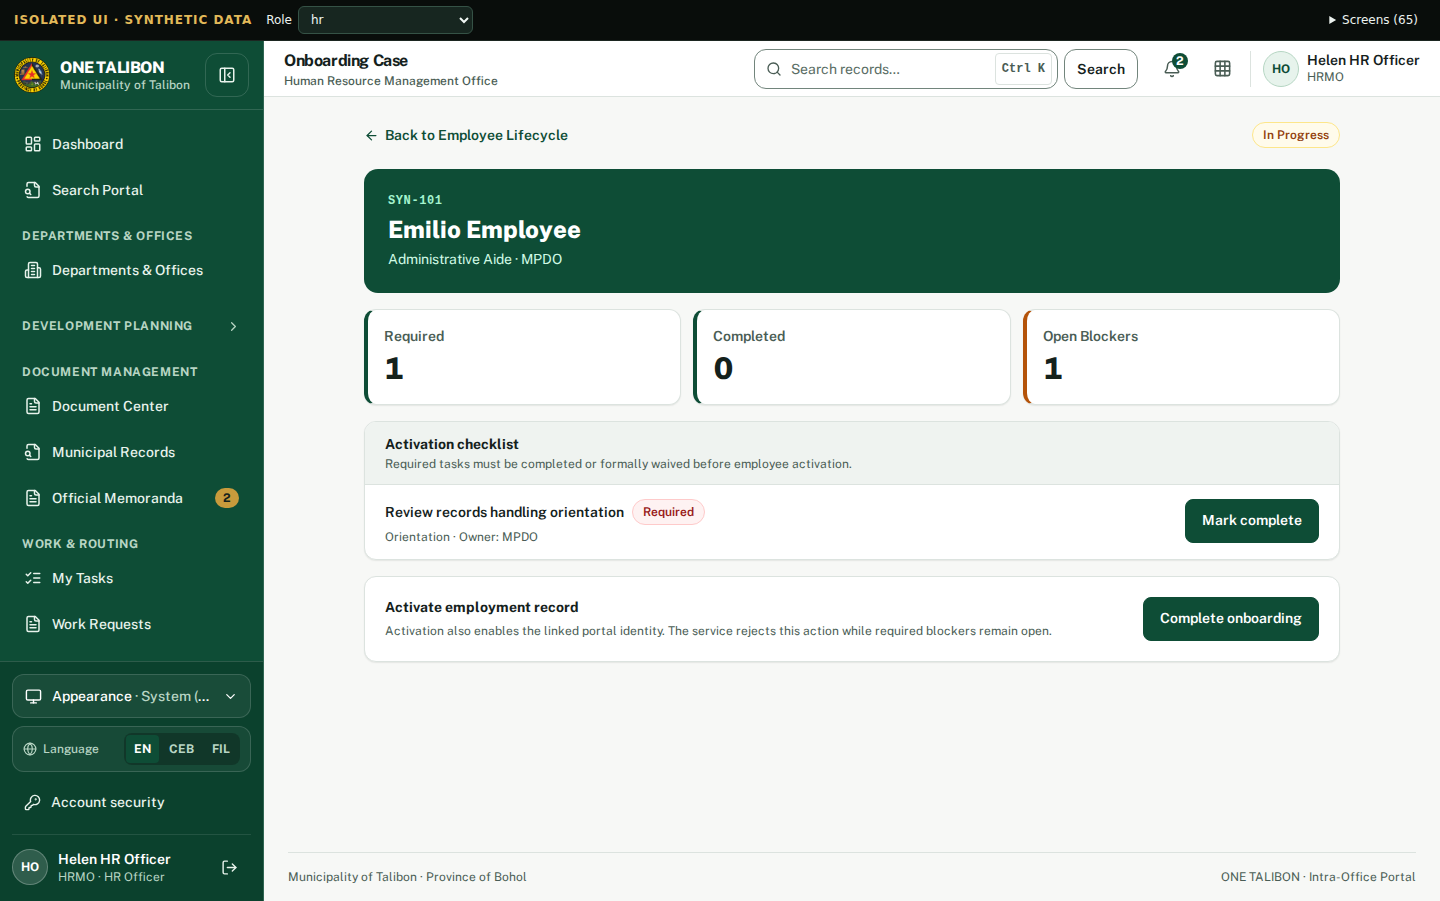 ISOLATED UI · SYNTHETIC DATA
Role
hr
Screens (65)
ONE TALIBON
Municipality of Talibon
Dashboard
Search Portal
DEPARTMENTS & OFFICES
Departments & Offices
DEVELOPMENT PLANNING
DOCUMENT MANAGEMENT
Document Center
Municipal Records
Official Memoranda
2
WORK & ROUTING
My Tasks
Work Requests
Appearance · System (...
Language
EN
CEB
FIL
Account security
HO
Helen HR Officer
HRMO · HR Officer
Onboarding Case
Human Resource Management Office
Search records...
Ctrl K
Search
2
HO
Helen HR Officer
HRMO
Back to Employee Lifecycle
In Progress
SYN-101
Emilio Employee
Administrative Aide · MPDO
Required
1
Completed
0
Open Blockers
1
Activation checklist
Required tasks must be completed or formally waived before employee activation.
Review records handling orientation
Required
Orientation · Owner: MPDO
Mark complete
Activate employment record
Activation also enables the linked portal identity. The service rejects this action while required blockers remain open.
Complete onboarding
Municipality of Talibon · Province of Bohol
ONE TALIBON · Intra-Office Portal